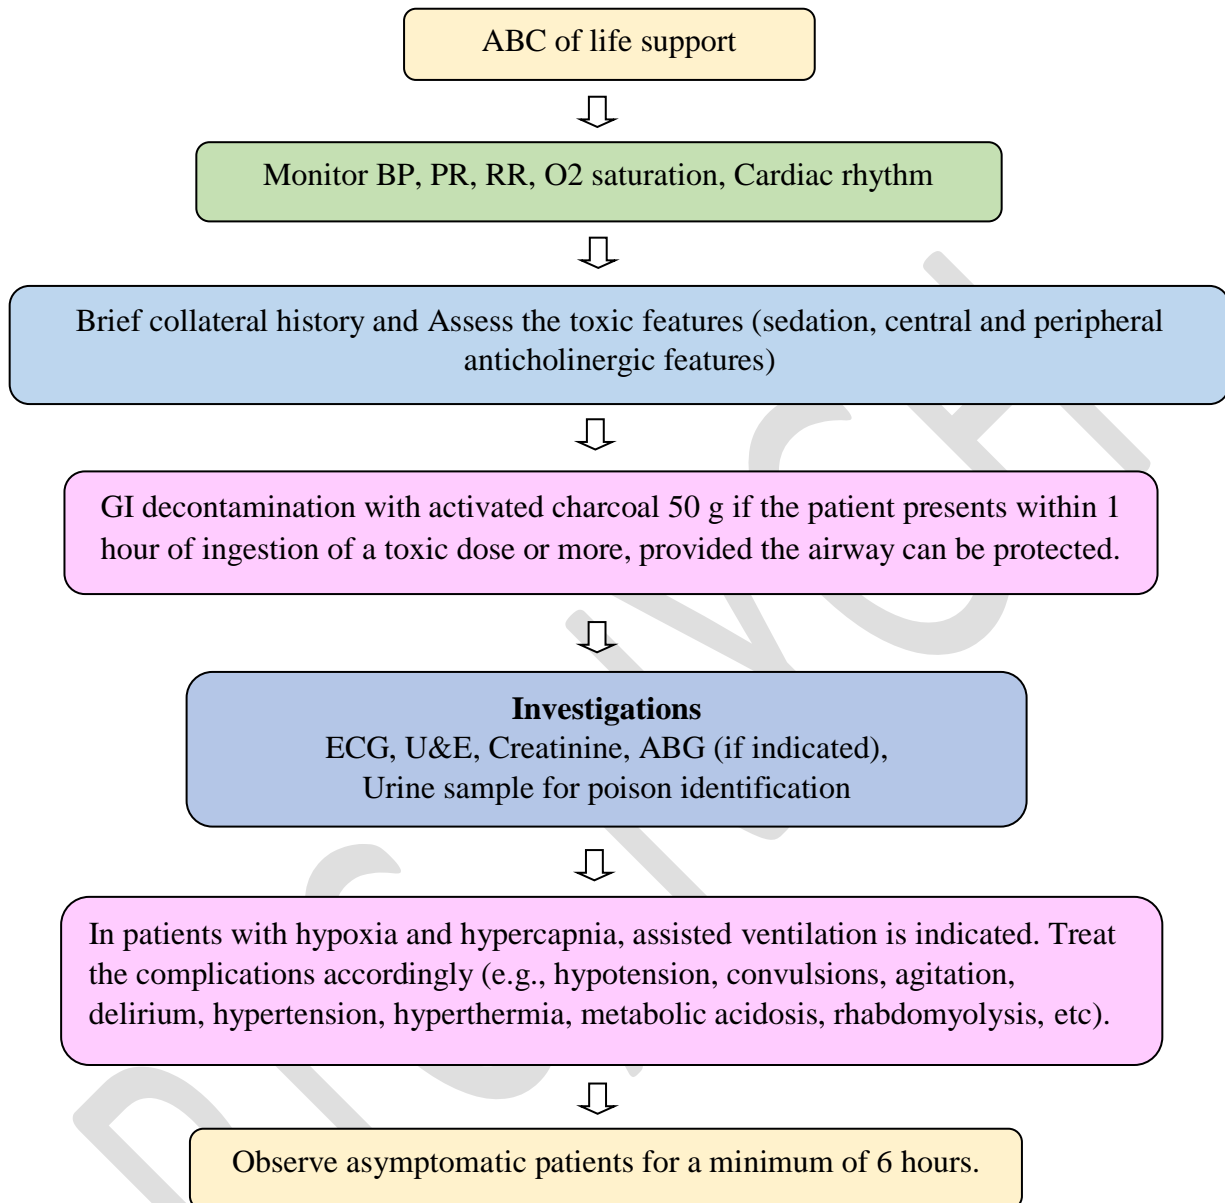 ABC of life support
Monitor BP, PR, RR, O2 saturation, Cardiac rhythm
Brief collateral history and Assess the toxic features (sedation, central and peripheral
anticholinergic features)
GI decontamination with activated charcoal 50 g if the patient presents within 1
hour of ingestion of a toxic dose or more, provided the airway can be protected.
Investigations
ECG, U&E, Creatinine, ABG (if indicated),
Urine sample for poison identification
In patients with hypoxia and hypercapnia, assisted ventilation is indicated. Treat
the complications accordingly (e.g., hypotension, convulsions, agitation,
delirium, hypertension, hyperthermia, metabolic acidosis, rhabdomyolysis, etc).
Observe asymptomatic patients for a minimum of 6 hours.